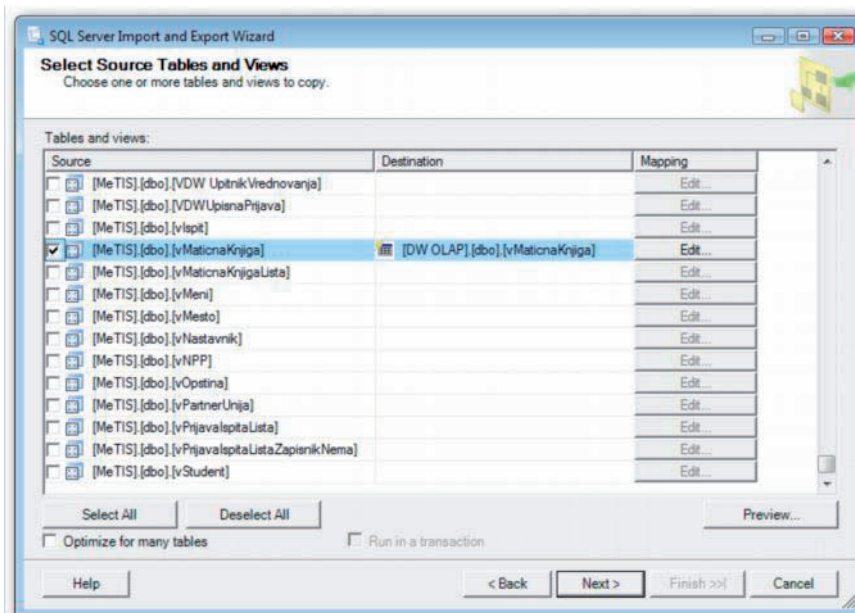 SQL Server Import and Export Wizard
Select Source Tables and Views
Choose one or more tables and views to copy.
Tables and views:
Source Destination Mapping
[MeTIS].[dbo].[VDW UpitnikVrednovanja] Edit...
[MeTIS].[dbo].[VDWUpisnaPrijava] Edit...
[MeTIS].[dbo].[vIspit] Edit...
[MeTIS].[dbo].[vMaticnaKnjiga] [DW OLAP].[dbo].[vMaticnaKnjiga] Edit...
[MeTIS].[dbo].[vMaticnaKnjigaLista] Edit...
[MeTIS].[dbo].[vMeni] Edit...
[MeTIS].[dbo].[vMesto] Edit...
[MeTIS].[dbo].[vNastavnik] Edit...
[MeTIS].[dbo].[vNPP] Edit...
[MeTIS].[dbo].[vOpstina] Edit...
[MeTIS].[dbo].[vPartnerUnija] Edit...
[MeTIS].[dbo].[vPrijavaIspitaLista] Edit...
[MeTIS].[dbo].[vPrijavaIspitaListaZapisnikNema] Edit...
[MeTIS].[dbo].[vStudent] Edit...
Select All Deselect All Preview...
Optimize for many tables Run in a transaction
Help < Back Next > Finish >>| Cancel